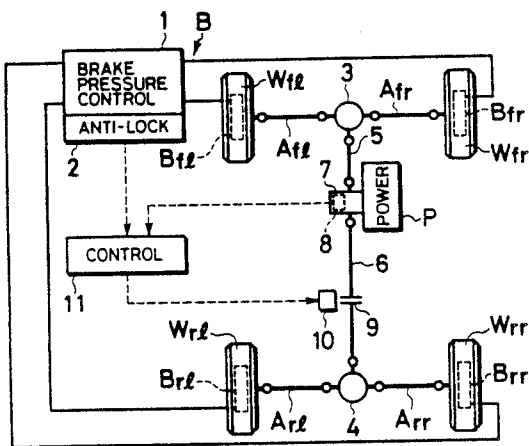 1
B
BRAKE
PRESSURE
CONTROL
ANTI-LOCK
2
Wfl
Bfl
Afl
3
Afr
5
Bfr
Wfr
7
8
POWER
P
6
CONTROL
11
10
9
Wrl
Brl
Arl
4
Arr
Wrr
Brr